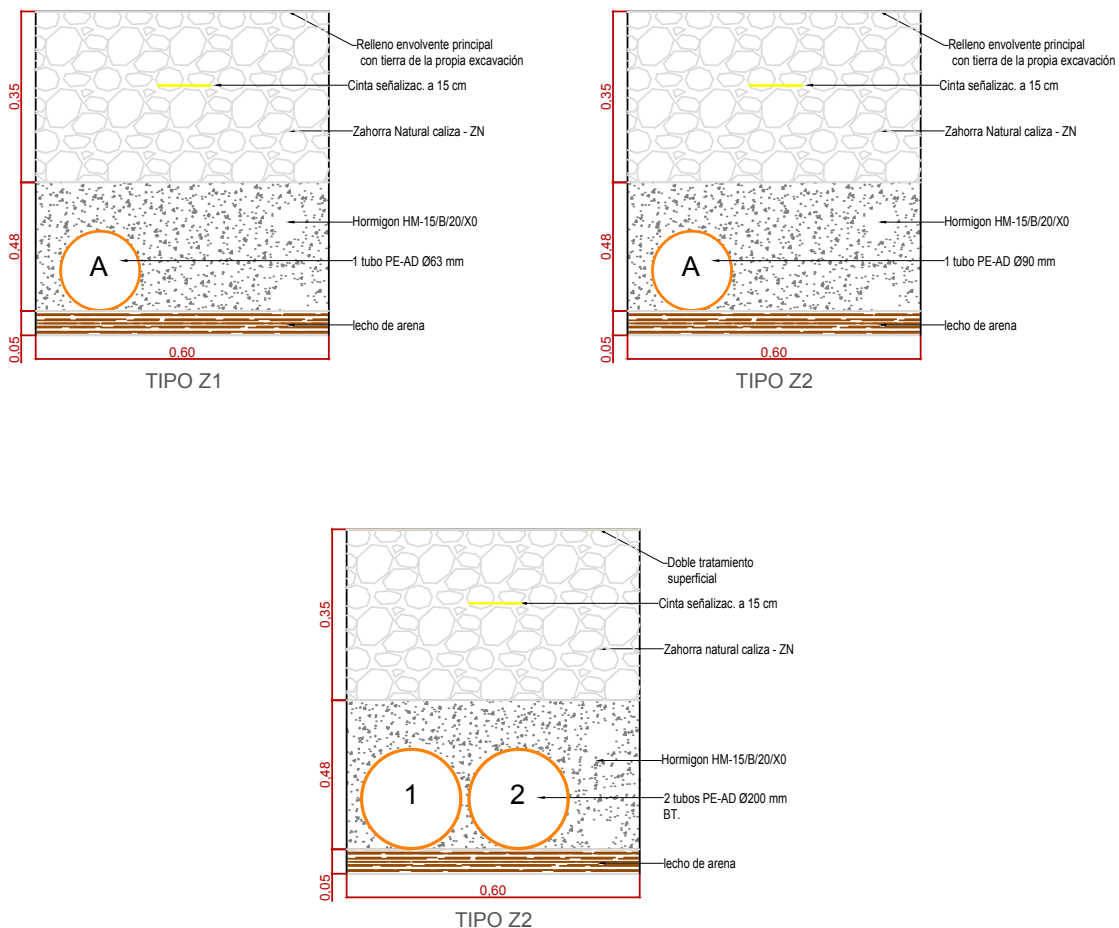 Relleno envolvente principal
con tierra de la propia excavación
Cinta señalizac. a 15 cm
0,35
Zahorra Natural caliza - ZN
Hormigon HM-15/B/20/X0
0,48
A
1 tubo PE-AD Ø63 mm
lecho de arena
0,05
0,60
TIPO Z1
Relleno envolvente principal
con tierra de la propia excavación
Cinta señalizac. a 15 cm
0,35
Zahorra Natural caliza - ZN
Hormigon HM-15/B/20/X0
0,48
A
1 tubo PE-AD Ø90 mm
lecho de arena
0,05
0,60
TIPO Z2
Doble tratamiento
superficial
Cinta señalizac. a 15 cm
0,35
Zahorra natural caliza - ZN
Hormigon HM-15/B/20/X0
0,48
1
2
2 tubos PE-AD Ø200 mm
BT.
lecho de arena
0,05
0,60
TIPO Z2